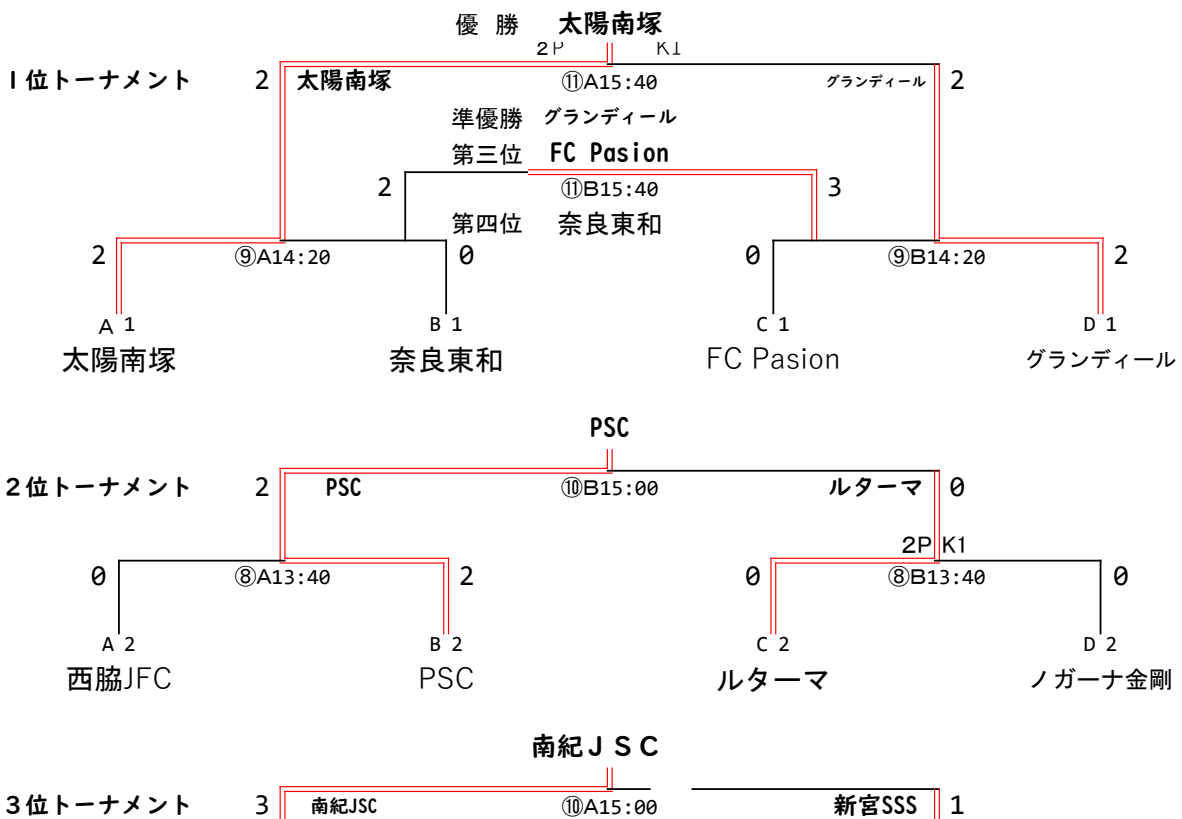 優 勝 太陽南塚
2P K1
1位トーナメント 2 太陽南塚 ⑪A15:40 グランディール 2
準優勝 グランディール
第三位 FC Pasion
2 ⑪B15:40 3
第四位 奈良東和
2 ⑨A14:20 0 0 ⑨B14:20 2
A 1 B 1 C 1 D 1
太陽南塚 奈良東和 FC Pasion グランディール
PSC
2位トーナメント 2 PSC ⑩B15:00 ルターマ 0
2P K1
0 ⑧A13:40 2 0 ⑧B13:40 0
A 2 B 2 C 2 D 2
西脇JFC PSC ルターマ ノガーナ金剛
南紀ＪＳＣ
3位トーナメント 3 南紀JSC ⑩A15:00 新宮SSS 1